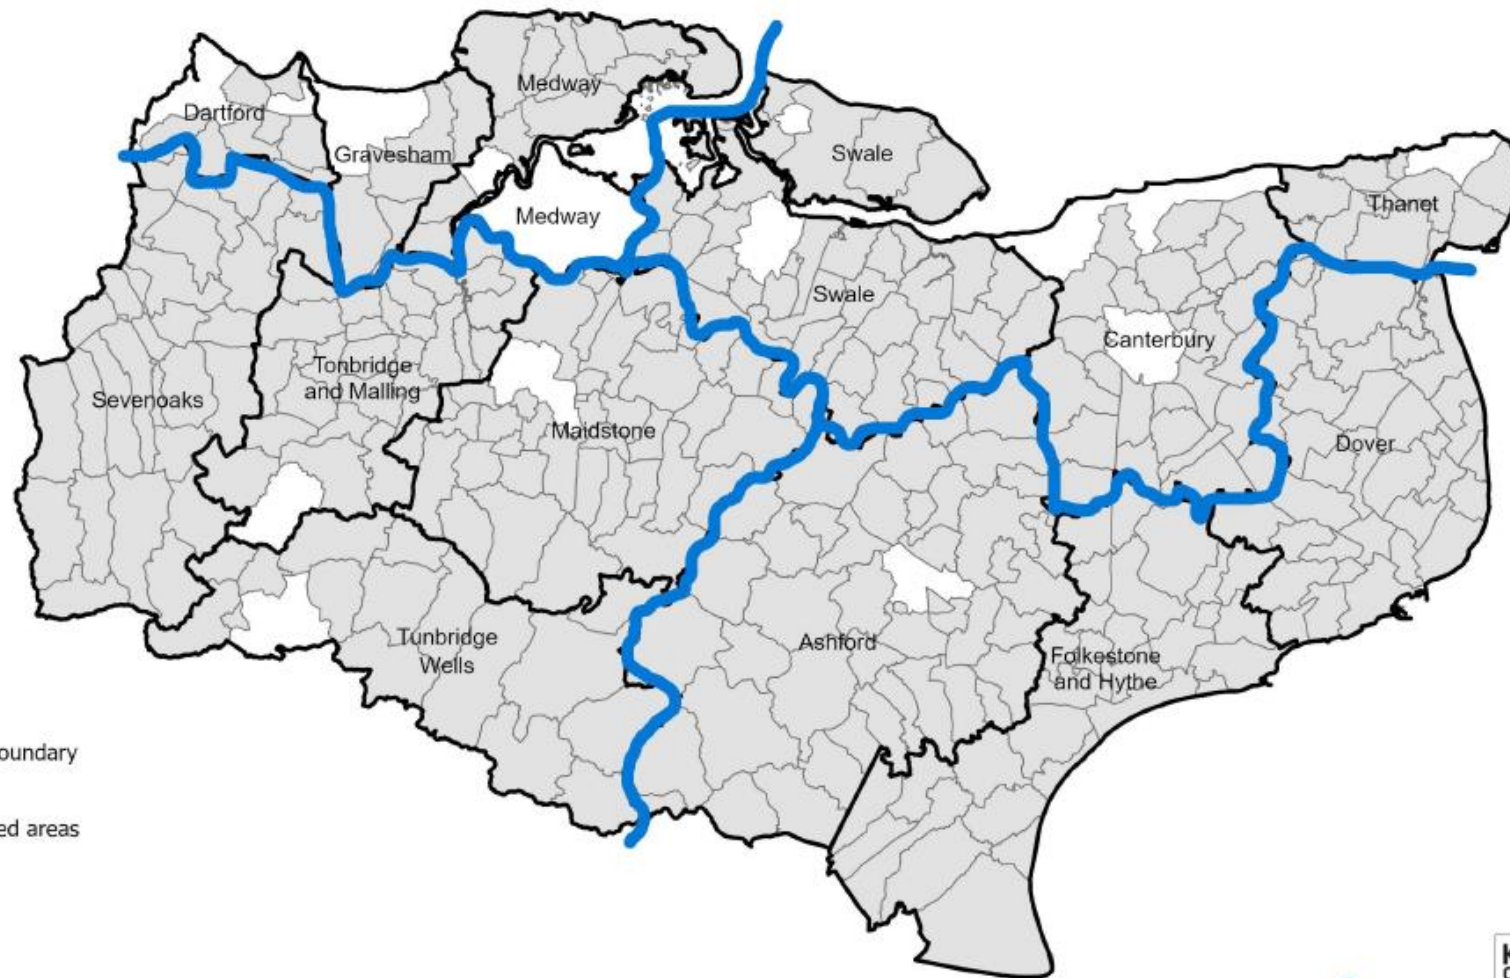 Medway
Dartford
Gravesham
Swale
Medway
Thanet
Swale
Canterbury
Tonbridge
and Malling
Sevenoaks
Maidstone
Dover
Tunbridge
Wells
Ashford
Folkestone
and Hythe
oundary
ed areas